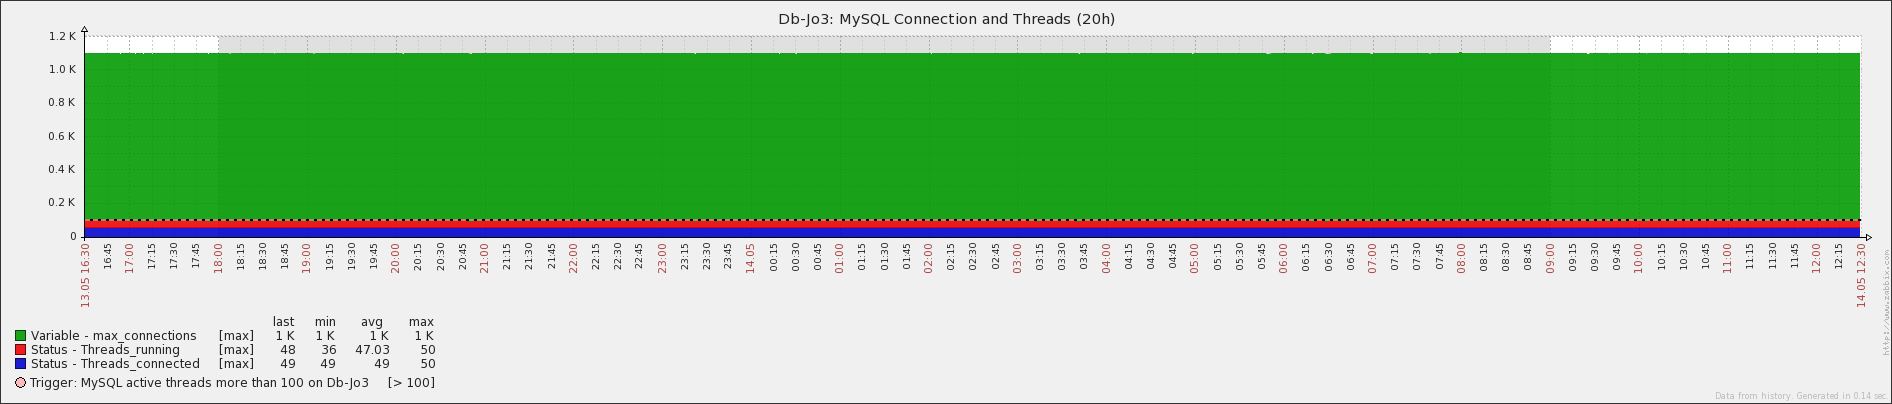 Db-Jo3: MySQL Connection and Threads (20h)
1.2 K
1.0 K
0.8 K
0.6 K
0.4 K
0.2 K
0
13.05 16:30 16:45 17:00 17:15 17:30 17:45 18:00 18:15 18:30 18:45 19:00 19:15 19:30 19:45 20:00 20:15 20:30 20:45 21:00 21:15 21:30 21:45 22:00 22:15 22:30 22:45 23:00 23:15 23:30 23:45 14.05 00:15 00:30 00:45 01:00 01:15 01:30 01:45 02:00 02:15 02:30 02:45 03:00 03:15 03:30 03:45 04:00 04:15 04:30 04:45 05:00 05:15 05:30 05:45 06:00 06:15 06:30 06:45 07:00 07:15 07:30 07:45 08:00 08:15 08:30 08:45 09:00 09:15 09:30 09:45 10:00 10:15 10:30 10:45 11:00 11:15 11:30 11:45 12:00 12:15 14.05 12:30
last min avg max
Variable - max_connections [max] 1 K 1 K 1 K 1 K
Status - Threads_running [max] 48 36 47.03 50
Status - Threads_connected [max] 49 49 49 50
Trigger: MySQL active threads more than 100 on Db-Jo3 [> 100]
http://www.zabbix.com
Data from history. Generated in 0.14 sec.